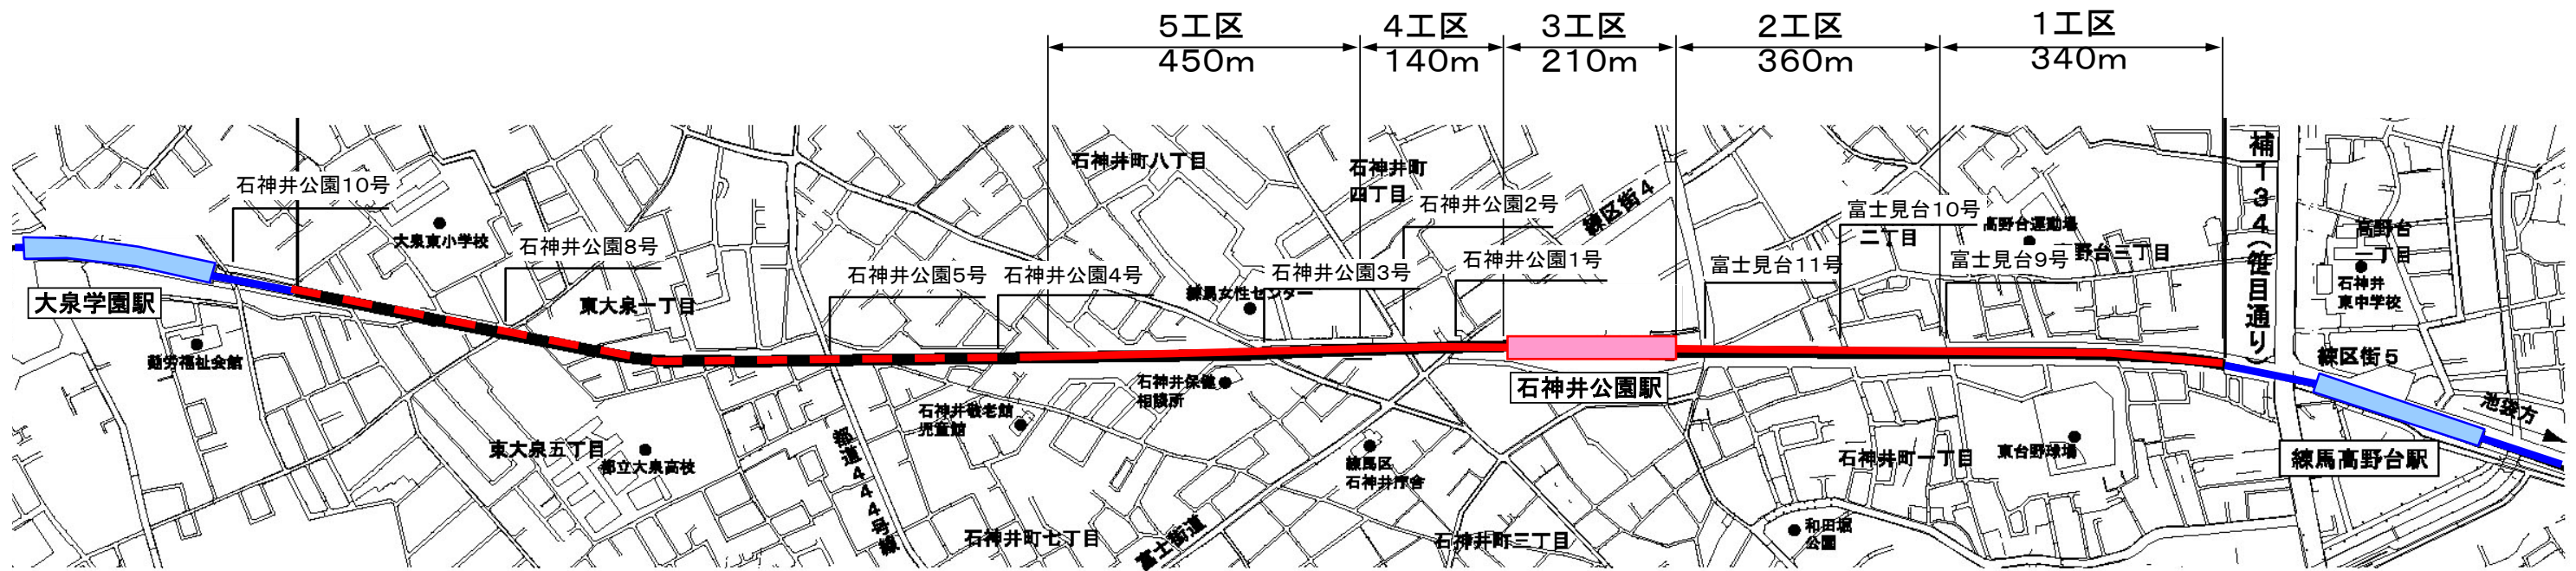 5工区
450m
4工区
140m
3工区
210m
2工区
360m
1工区
340m
石神井公園10号
大泉東小学校
石神井公園8号
大泉学園駅
勤労福祉会館
東大泉一丁目
東大泉五丁目
都立大泉高校
石神井公園5号
石神井公園4号
都道444号線
石神井敬老館
児童館
石神井町七丁目
石神井町八丁目
練馬女性センター
石神井公園3号
石神井保健
相談所
富士街道
石神井町
四丁目
石神井公園2号
石神井公園1号
練区街4
石神井公園駅
練馬区
石神井庁舎
石神井町三丁目
富士見台11号
富士見台10号
二丁目
富士見台9号
高野台運動場
野台三丁目
石神井町一丁目
東台野球場
和田堀
公園
補134(笹目通り)
高野台
一丁目
石神井
東中学校
練区街5
池袋方
練馬高野台駅